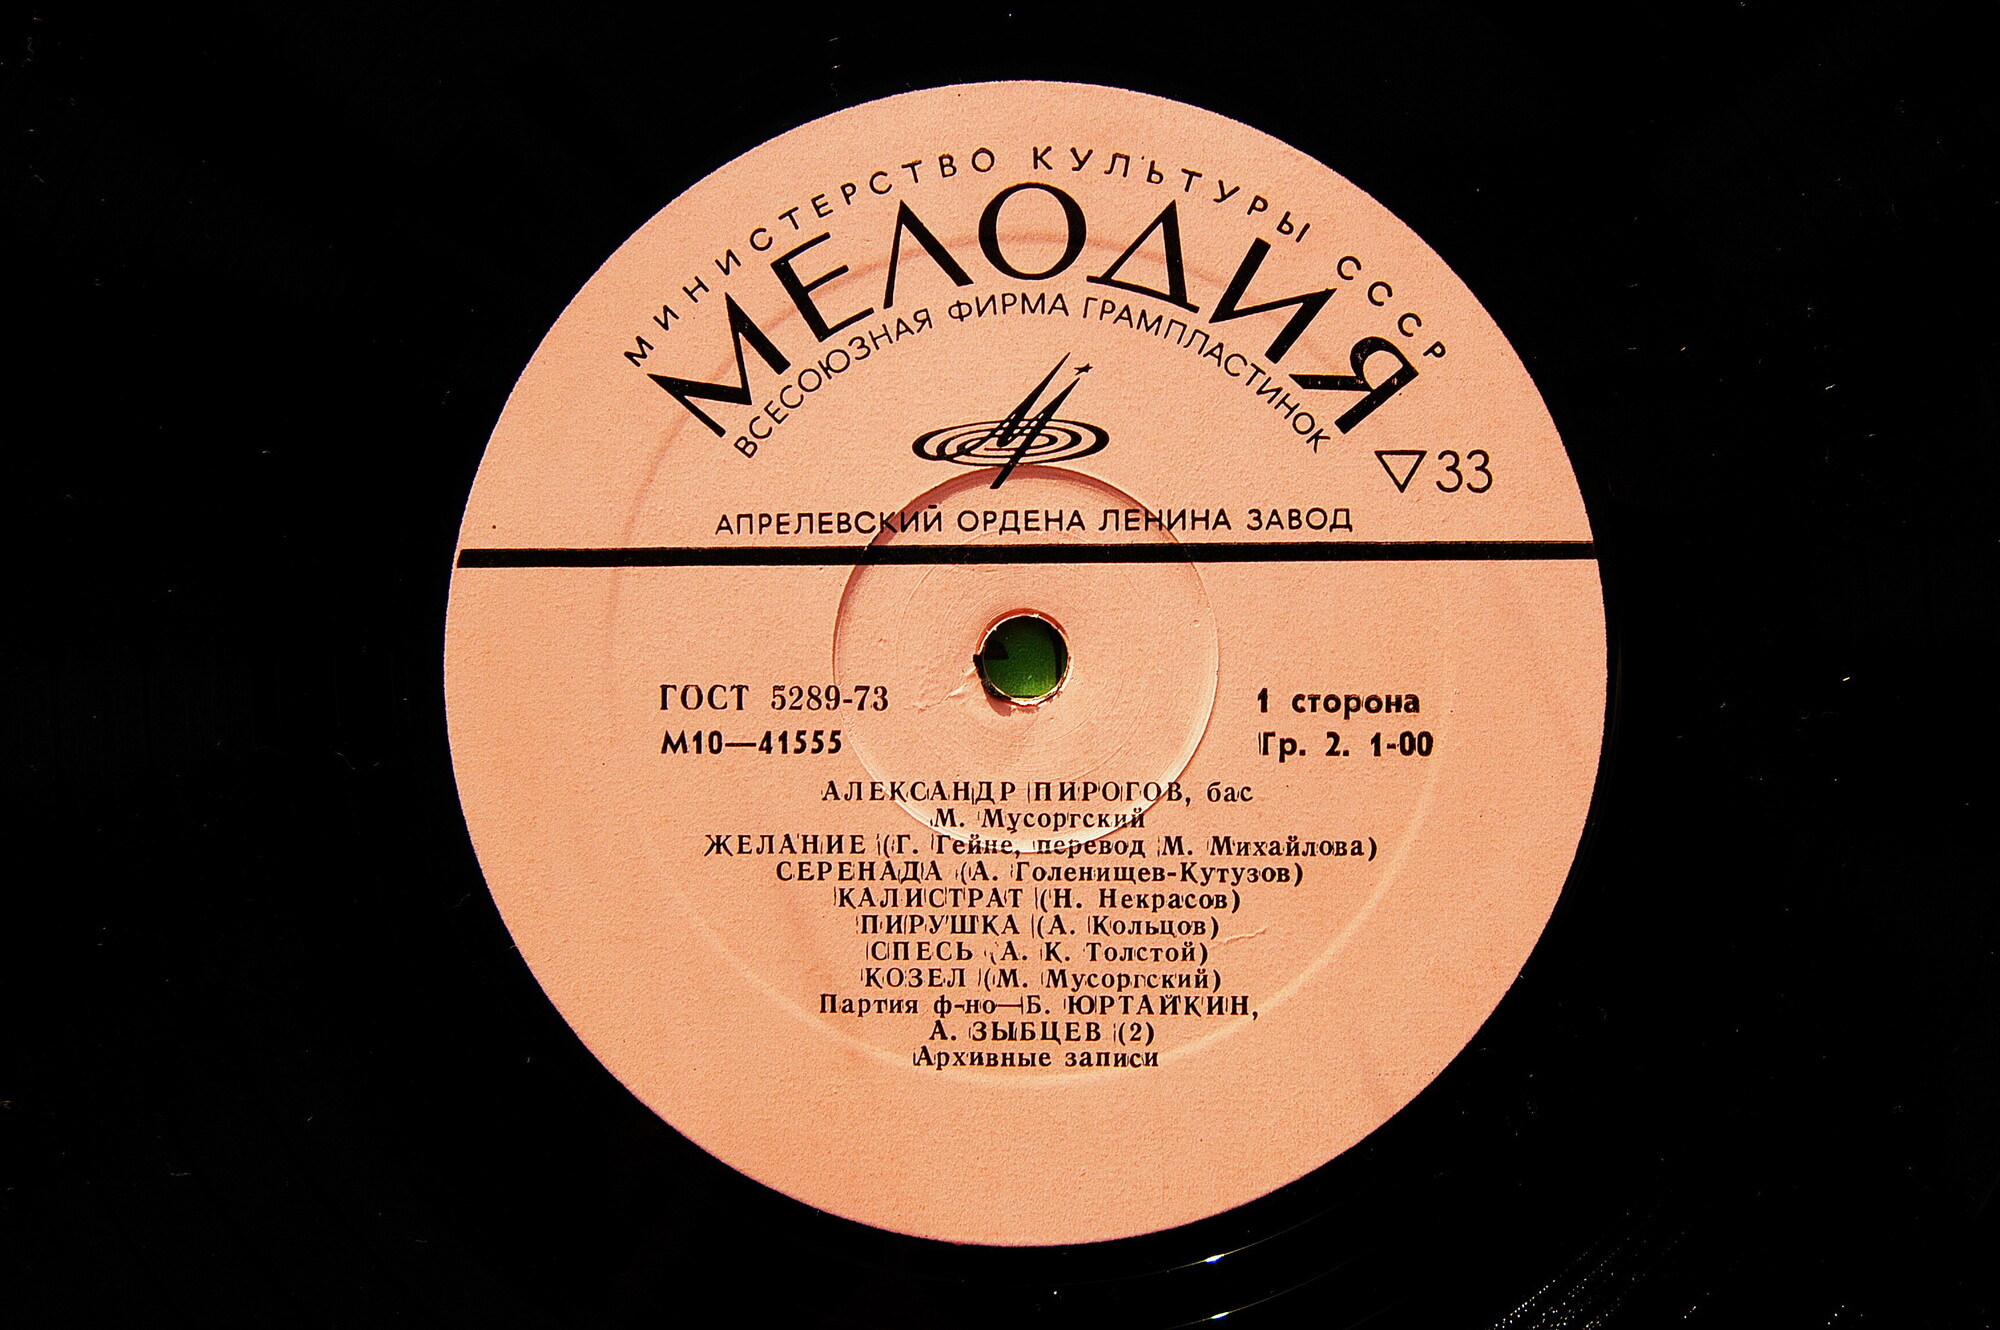 МИНИСТЕРСТВО КУЛЬТУРЫ СССР
МЕЛОДИЯ
ВСЕСОЮЗНАЯ ФИРМА ГРАМПЛАСТИНОК
▽33
АПРЕЛЕВСКИЙ ОРДЕНА ЛЕНИНА ЗАВОД
ГОСТ 5289-73
1 сторона
М10—41555
Гр. 2. 1-00
АЛЕКСАНДР ПИРОГОВ, бас
М. Мусоргский
ЖЕЛАНИЕ (Г. Гейне, перевод М. Михайлова)
СЕРЕНАДА (А. Голенищев-Кутузов)
КАЛИСТРАТ (Н. Некрасов)
ПИРУШКА (А. Кольцов)
СПЕСЬ (А. К. Толстой)
КОЗЕЛ (М. Мусоргский)
Партия ф-но—Б. ЮРТАЙКИН,
А. ЗЫБЦЕВ (2)
Архивные записи